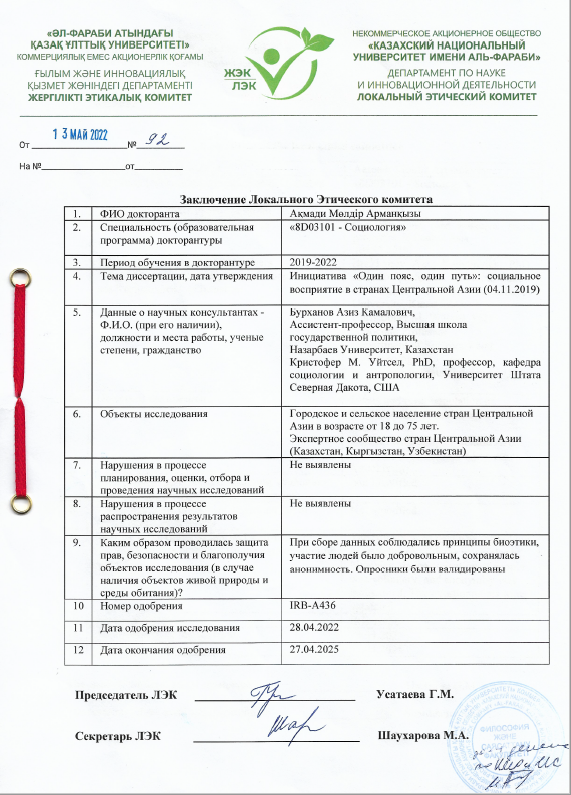 «ӘЛ-ФАРАБИ АТЫНДАҒЫ
ҚАЗАҚ ҰЛТТЫҚ УНИВЕРСИТЕТІ»
КОММЕРЦИЯЛЫҚ ЕМЕС АКЦИОНЕРЛІК ҚОҒАМЫ
ҒЫЛЫМ ЖӘНЕ ИННОВАЦИЯЛЫҚ
ҚЫЗМЕТ ЖӨНІНДЕГІ ДЕПАРТАМЕНТІ
ЖЕРГІЛІКТІ ЭТИКАЛЫҚ КОМИТЕТ
ЖЭК
ЛЭК
НЕКОММЕРЧЕСКОЕ АКЦИОНЕРНОЕ ОБЩЕСТВО
«КАЗАХСКИЙ НАЦИОНАЛЬНЫЙ
УНИВЕРСИТЕТ ИМЕНИ АЛЬ-ФАРАБИ»
ДЕПАРТАМЕНТ ПО НАУКЕ
И ИННОВАЦИОННОЙ ДЕЯТЕЛЬНОСТИ
ЛОКАЛЬНЫЙ ЭТИЧЕСКИЙ КОМИТЕТ
От 13 МАЙ 2022 № 92
На № от
Заключение Локального Этического комитета
1. ФИО докторанта Ақмади Мөлдір Арманқызы
2. Специальность (образовательная «8D03101 - Социология»
программа) докторантуры
3. Период обучения в докторантуре 2019-2022
4. Тема диссертации, дата утверждения Инициатива «Один пояс, один путь»: социальное
восприятие в странах Центральной Азии (04.11.2019)
5. Данные о научных консультантах - Бурханов Азиз Камалович,
Ф.И.О. (при его наличии), Ассистент-профессор, Высшая школа
должности и места работы, ученые государственной политики,
степени, гражданство Назарбаев Университет, Казахстан
Кристофер М. Уйтсел, PhD, профессор, кафедра
социологии и антропологии, Университет Штата
Северная Дакота, США
6. Объекты исследования Городское и сельское население стран Центральной
Азии в возрасте от 18 до 75 лет.
Экспертное сообщество стран Центральной Азии
(Казахстан, Кыргызстан, Узбекистан)
7. Нарушения в процессе Не выявлены
планирования, оценки, отбора и
проведения научных исследований
8. Нарушения в процессе Не выявлены
распространения результатов
научных исследований
9. Каким образом проводилась защита При сборе данных соблюдались принципы биоэтики,
прав, безопасности и благополучия участие людей было добровольным, сохранялась
объектов исследования (в случае анонимность. Опросники были валидированы
наличия объектов живой природы и
среды обитания)?
10 Номер одобрения IRB-A436
11 Дата одобрения исследования 28.04.2022
12 Дата окончания одобрения 27.04.2025
Председатель ЛЭК Усатаева Г.М.
Секретарь ЛЭК Шаухарова М.А.
ФИЛОСОФИЯ
ЖӘНЕ